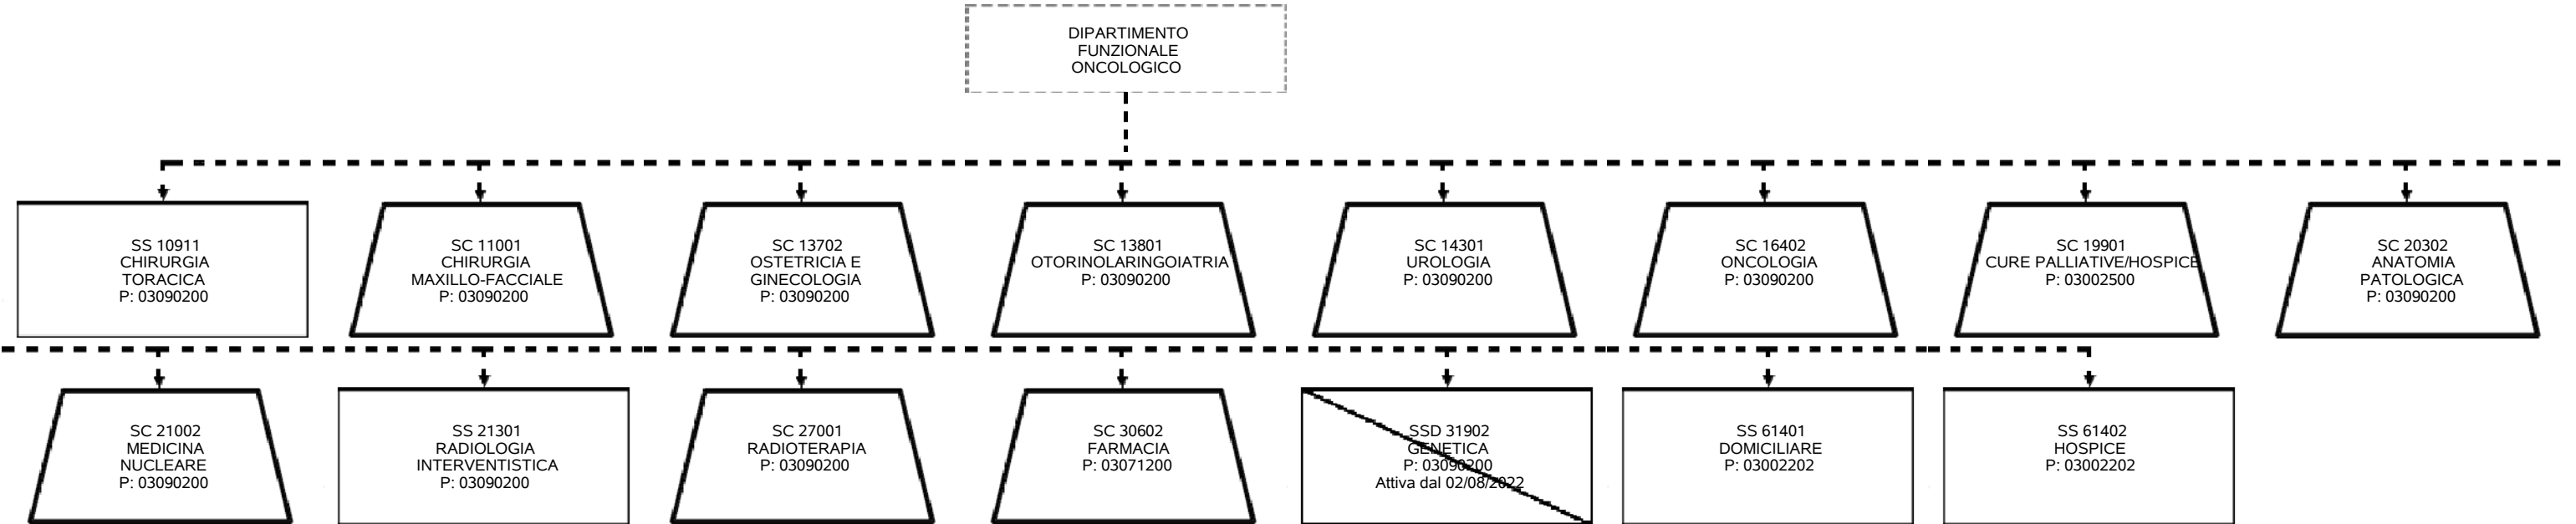 DIPARTIMENTO
FUNZIONALE
ONCOLOGICO
SS 10911
CHIRURGIA
TORACICA
P: 03090200
SC 11001
CHIRURGIA
MAXILLO-FACCIALE
P: 03090200
SC 13702
OSTETRICIA E
GINECOLOGIA
P: 03090200
SC 13801
OTORINOLARINGOIATRIA
P: 03090200
SC 14301
UROLOGIA
P: 03090200
SC 16402
ONCOLOGIA
P: 03090200
SC 19901
CURE PALLIATIVE/HOSPICE
P: 03002500
SC 20302
ANATOMIA
PATOLOGICA
P: 03090200
SC 21002
MEDICINA
NUCLEARE
P: 03090200
SS 21301
RADIOLOGIA
INTERVENTISTICA
P: 03090200
SC 27001
RADIOTERAPIA
P: 03090200
SC 30602
FARMACIA
P: 03071200
SSD 31902
GENETICA
P: 03090200
Attiva dal 02/08/2022
SS 61401
DOMICILIARE
P: 03002202
SS 61402
HOSPICE
P: 03002202